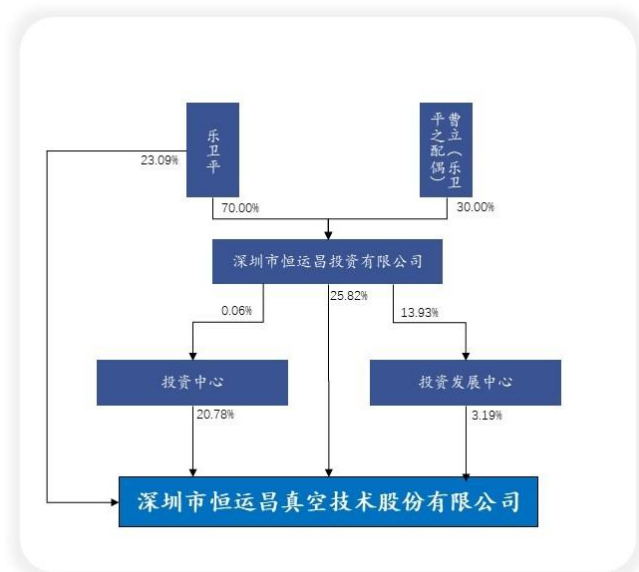 乐卫平
曹立（乐卫
平之配偶）
23.09%
70.00%
30.00%
深圳市恒运昌投资有限公司
0.06%
25.82%
13.93%
投资中心
投资发展中心
20.78%
3.19%
深圳市恒运昌真空技术股份有限公司